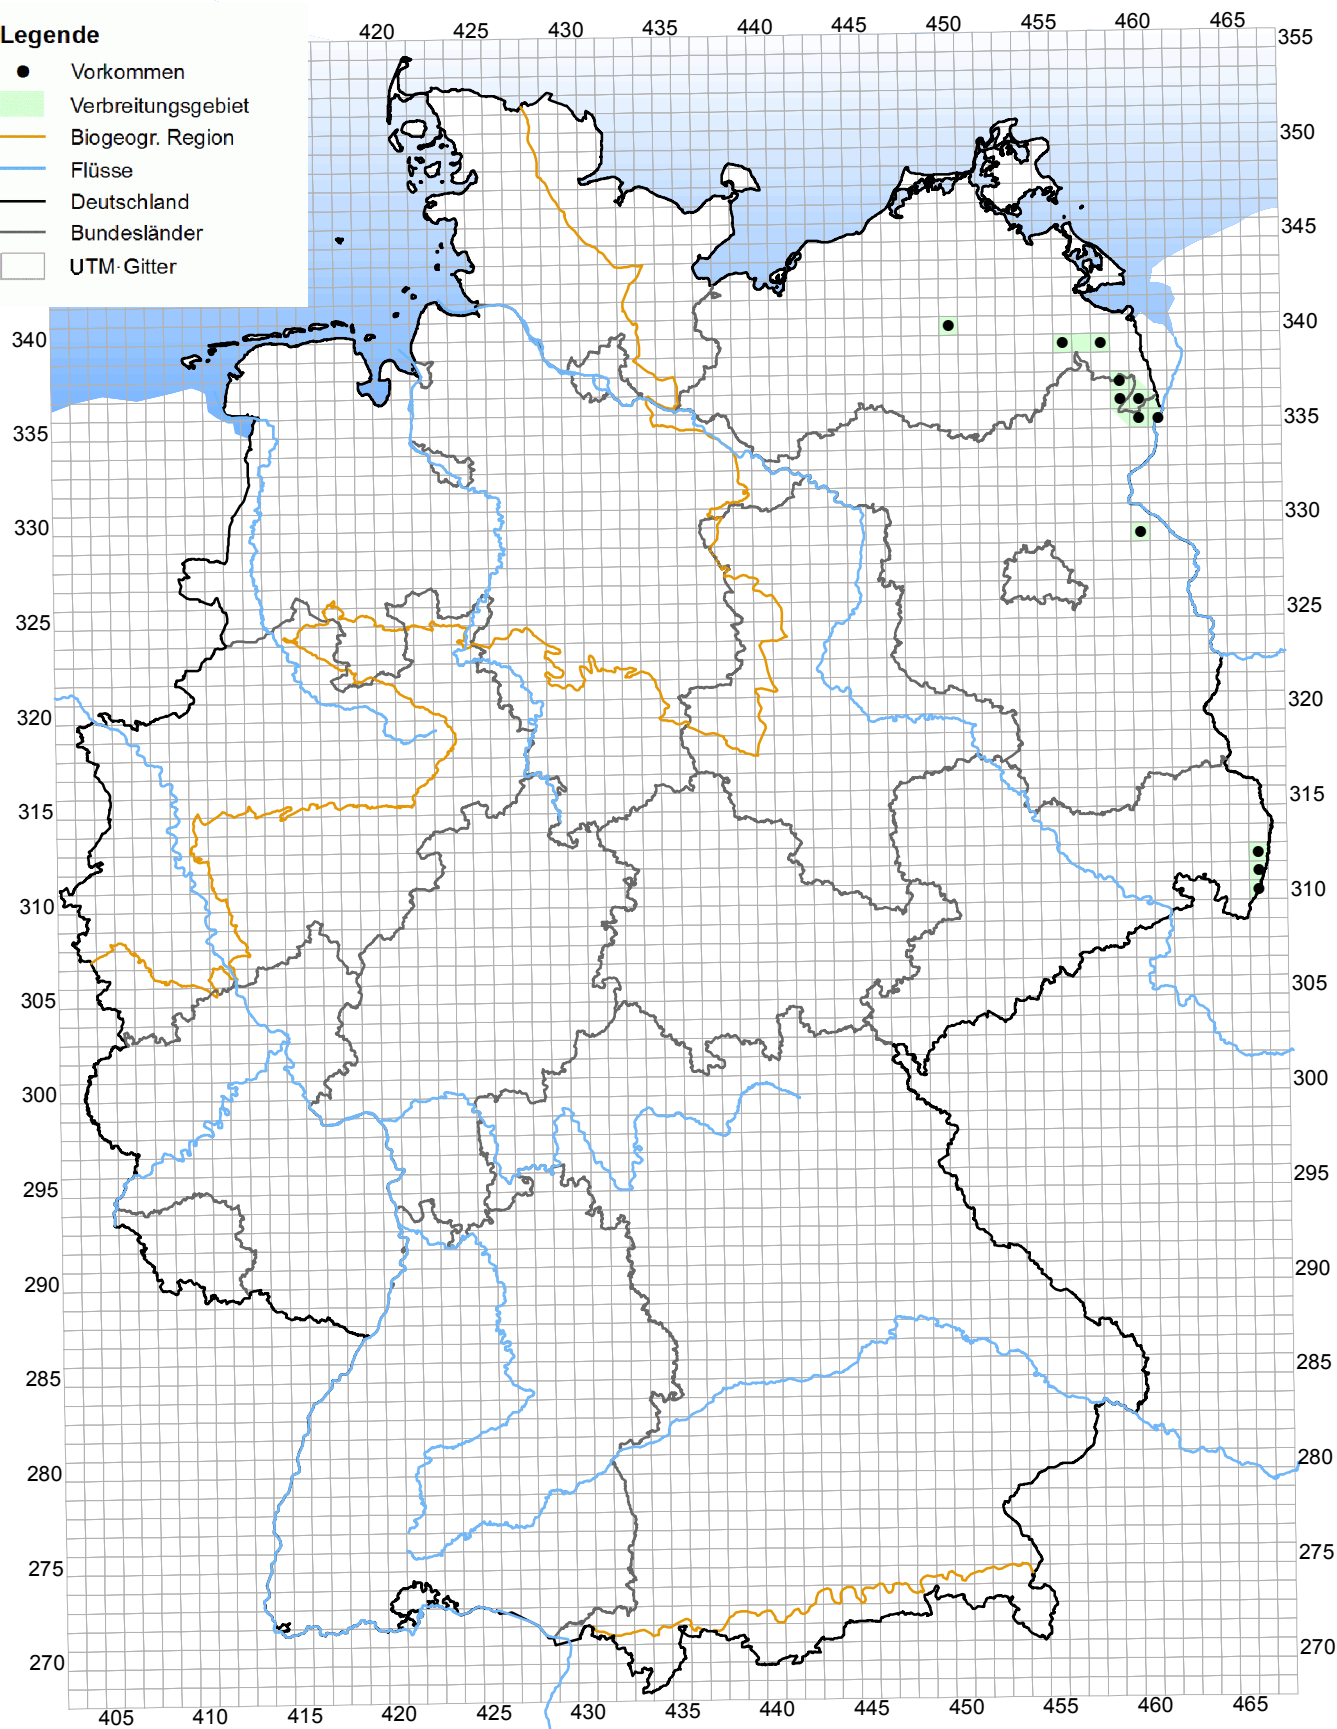 Legende
Vorkommen
Verbreitungsgebiet
Biogeogr. Region
Flüsse
Deutschland
Bundesländer
UTM-Gitter
420 425 430 435 440 445 450 455 460 465
355
350
345
340 340
335 335
330 330
325 325
320 320
315 315
310 310
305 305
300 300
295 295
290 290
285 285
280 280
275 275
270 270
405 410 415 420 425 430 435 440 445 450 455 460 465